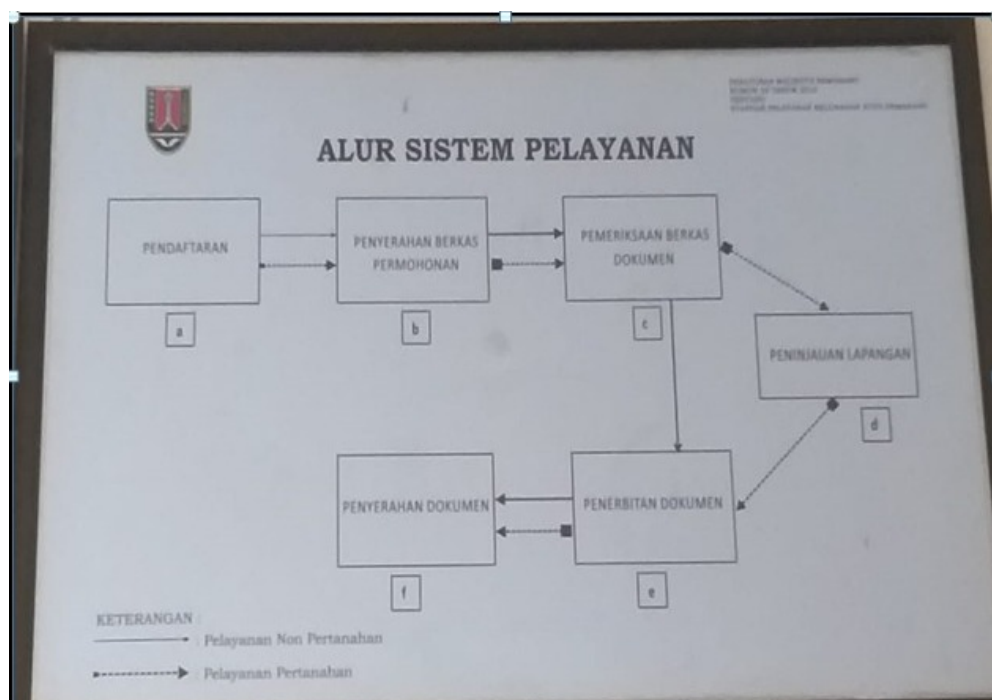 ALUR SISTEM PELAYANAN
PENDAFTARAN
PENYERAHAN BERKAS
PERMOHONAN
PEMERIKSAAN BERKAS
DOKUMEN
a
b
c
PENINJAUAN LAPANGAN
d
PENYERAHAN DOKUMEN
PENERBITAN DOKUMEN
f
e
KETERANGAN :
: Pelayanan Non Pertanahan
: Pelayanan Pertanahan